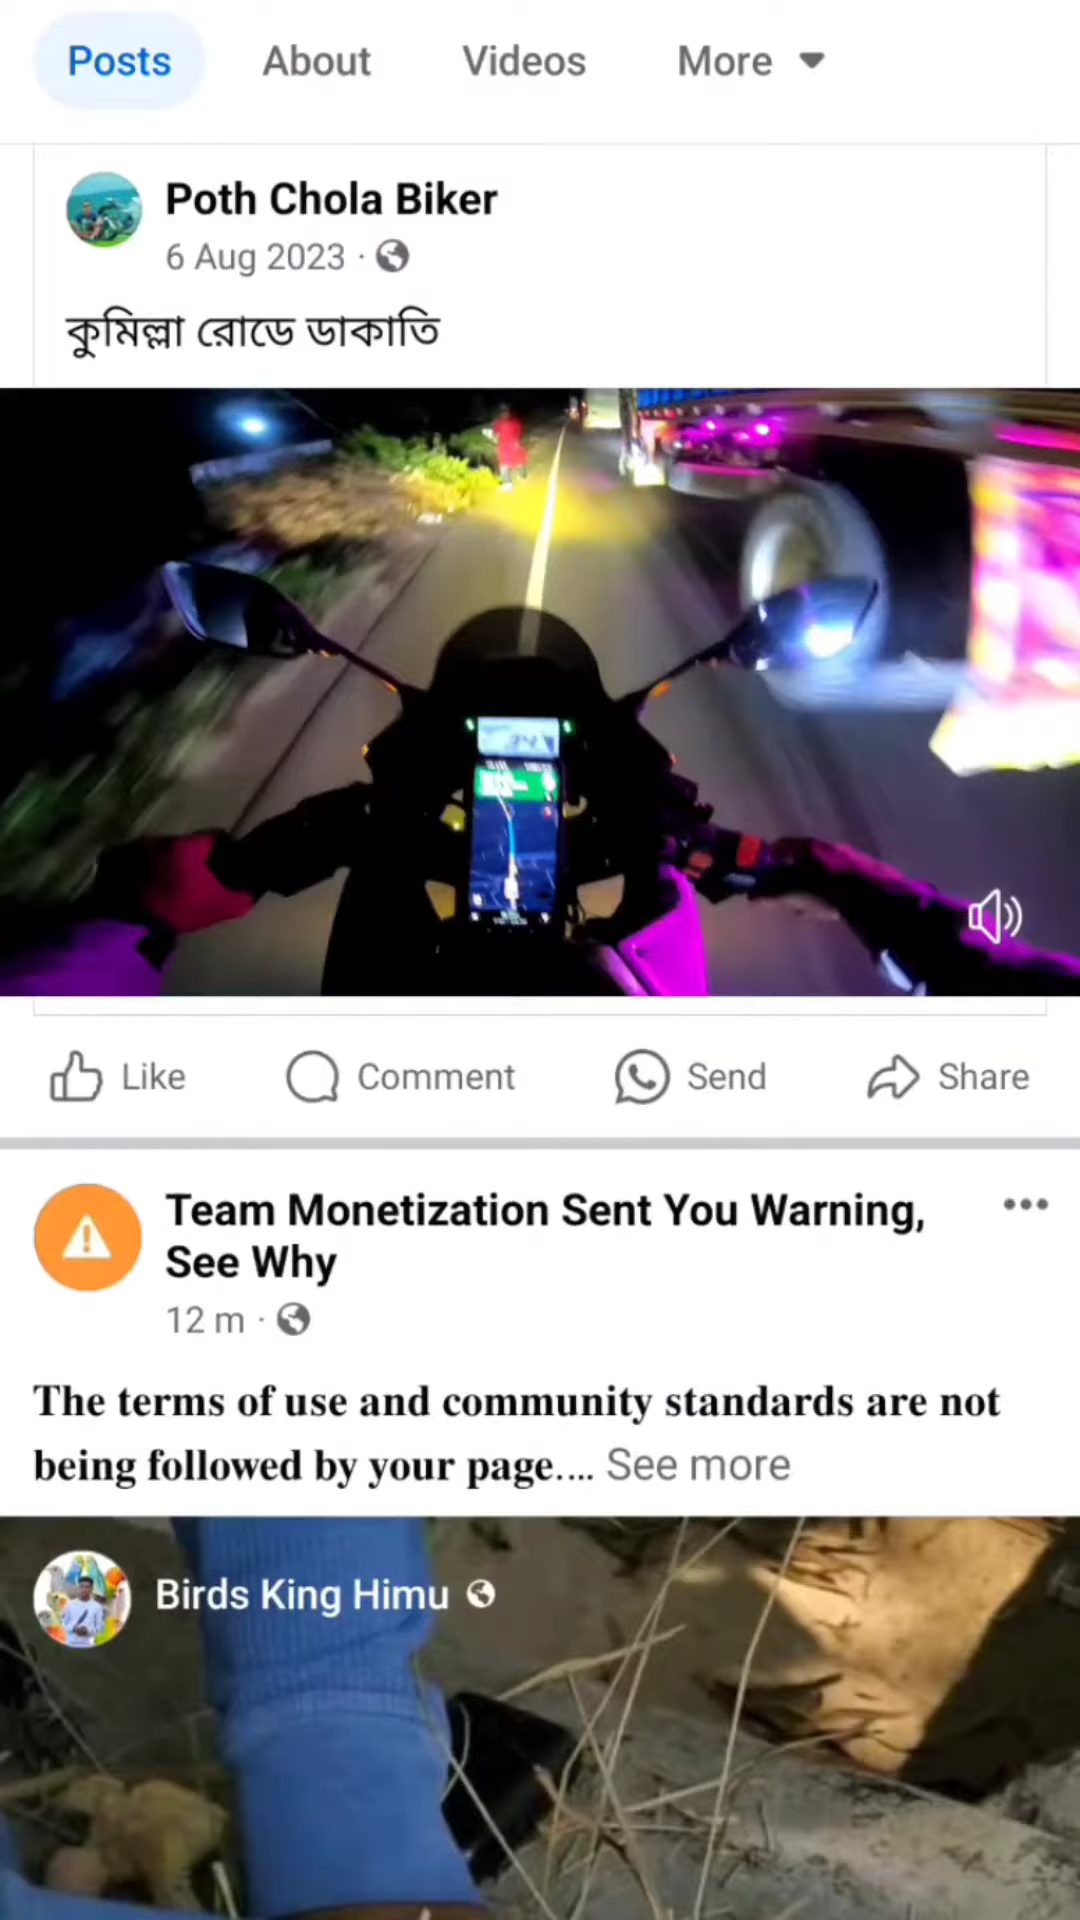 Posts About Videos More
Poth Chola Biker
6 Aug 2023 ·
কুমিল্লা রোডে ডাকাতি
Like Comment Send Share
Team Monetization Sent You Warning,
See Why
12 m ·
The terms of use and community standards are not
being followed by your page.... See more
Birds King Himu